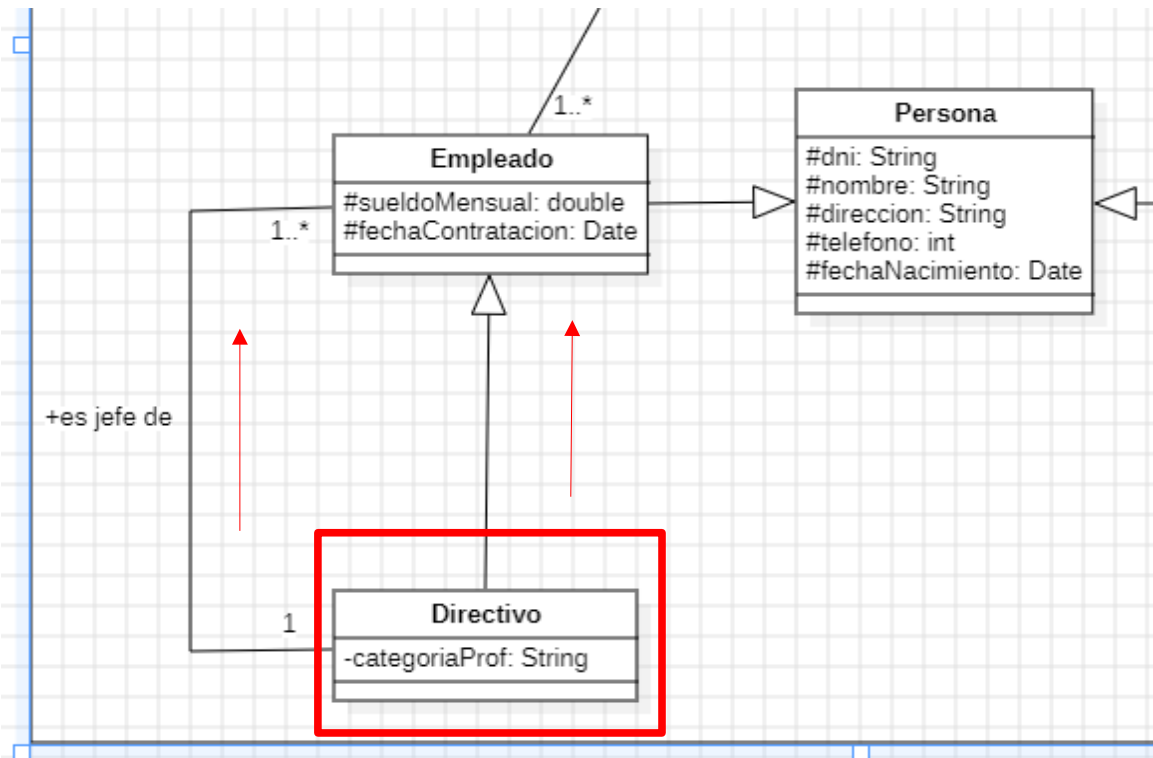 1..*
Persona
#dni: String
#nombre: String
#direccion: String
#telefono: int
#fechaNacimiento: Date
Empleado
#sueldoMensual: double
#fechaContratacion: Date
1..*
+es jefe de
1
Directivo
-categoriaProf: String